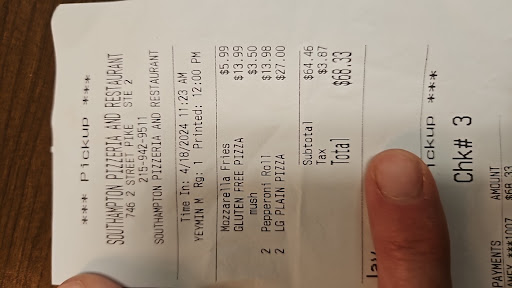 *** Pickup ***
SOUTHAMPTON PIZZERIA AND RESTAURANT
746 2 STREET PIKE STE 2
215-942-9511
SOUTHAMPTON PIZZERIA AND RESTAURANT
Time In: 4/18/2024 11:23 AM
YEYMIN M Rg: 1 Printed: 12:00 PM
Mozzarella Fries $5.99
GLUTEN FREE PIZZA $13.99
mush $3.50
2 Pepperoni Roll $13.98
2 LG PLAIN PIZZA $27.00
Subtotal $64.46
Tax $3.87
Total $68.33
Jay
ickup ***
Chk# 3
PAYMENTS AMOUNT